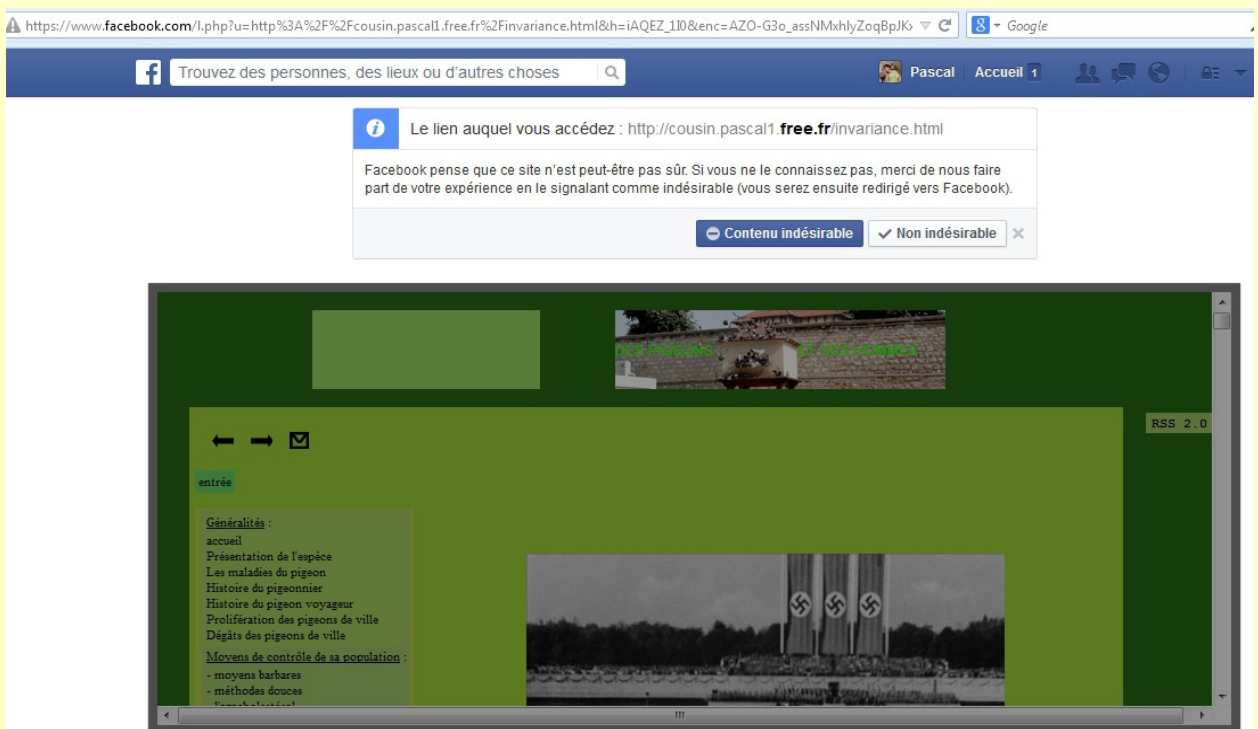 https://www.facebook.com/l.php?u=http%3A%2F%2Fcousin.pascal1.free.fr%2Finvariance.html&h=iAQEZ_1I0&enc=AZO-G3o_assNMxhlyZoqBpJK
Google
Trouvez des personnes, des lieux ou d'autres choses
Pascal Accueil 1
Le lien auquel vous accédez : http://cousin.pascal1.free.fr/invariance.html
Facebook pense que ce site n'est peut-être pas sûr. Si vous ne le connaissez pas, merci de nous faire
part de votre expérience en le signalant comme indésirable (vous serez ensuite redirigé vers Facebook).
Contenu indésirable Non indésirable
DES PIGEONS ET DES HOMMES
RSS 2.0
entrée
Généralités :
accueil
Présentation de l'espèce
Les maladies du pigeon
Histoire du pigeonnier
Histoire du pigeon voyageur
Prolifération des pigeons de ville
Dégâts des pigeons de ville
Moyens de contrôle de sa population :
- moyens barbares
- méthodes douces